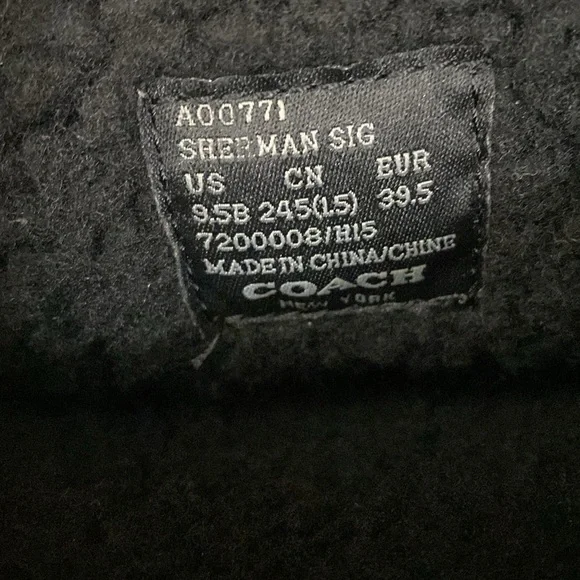 A00771
SHERMAN SIG
US CN EUR
9.5B 245(1.5) 39.5
7200008/H15
MADE IN CHINA/CHINE
COACH
NEW YORK